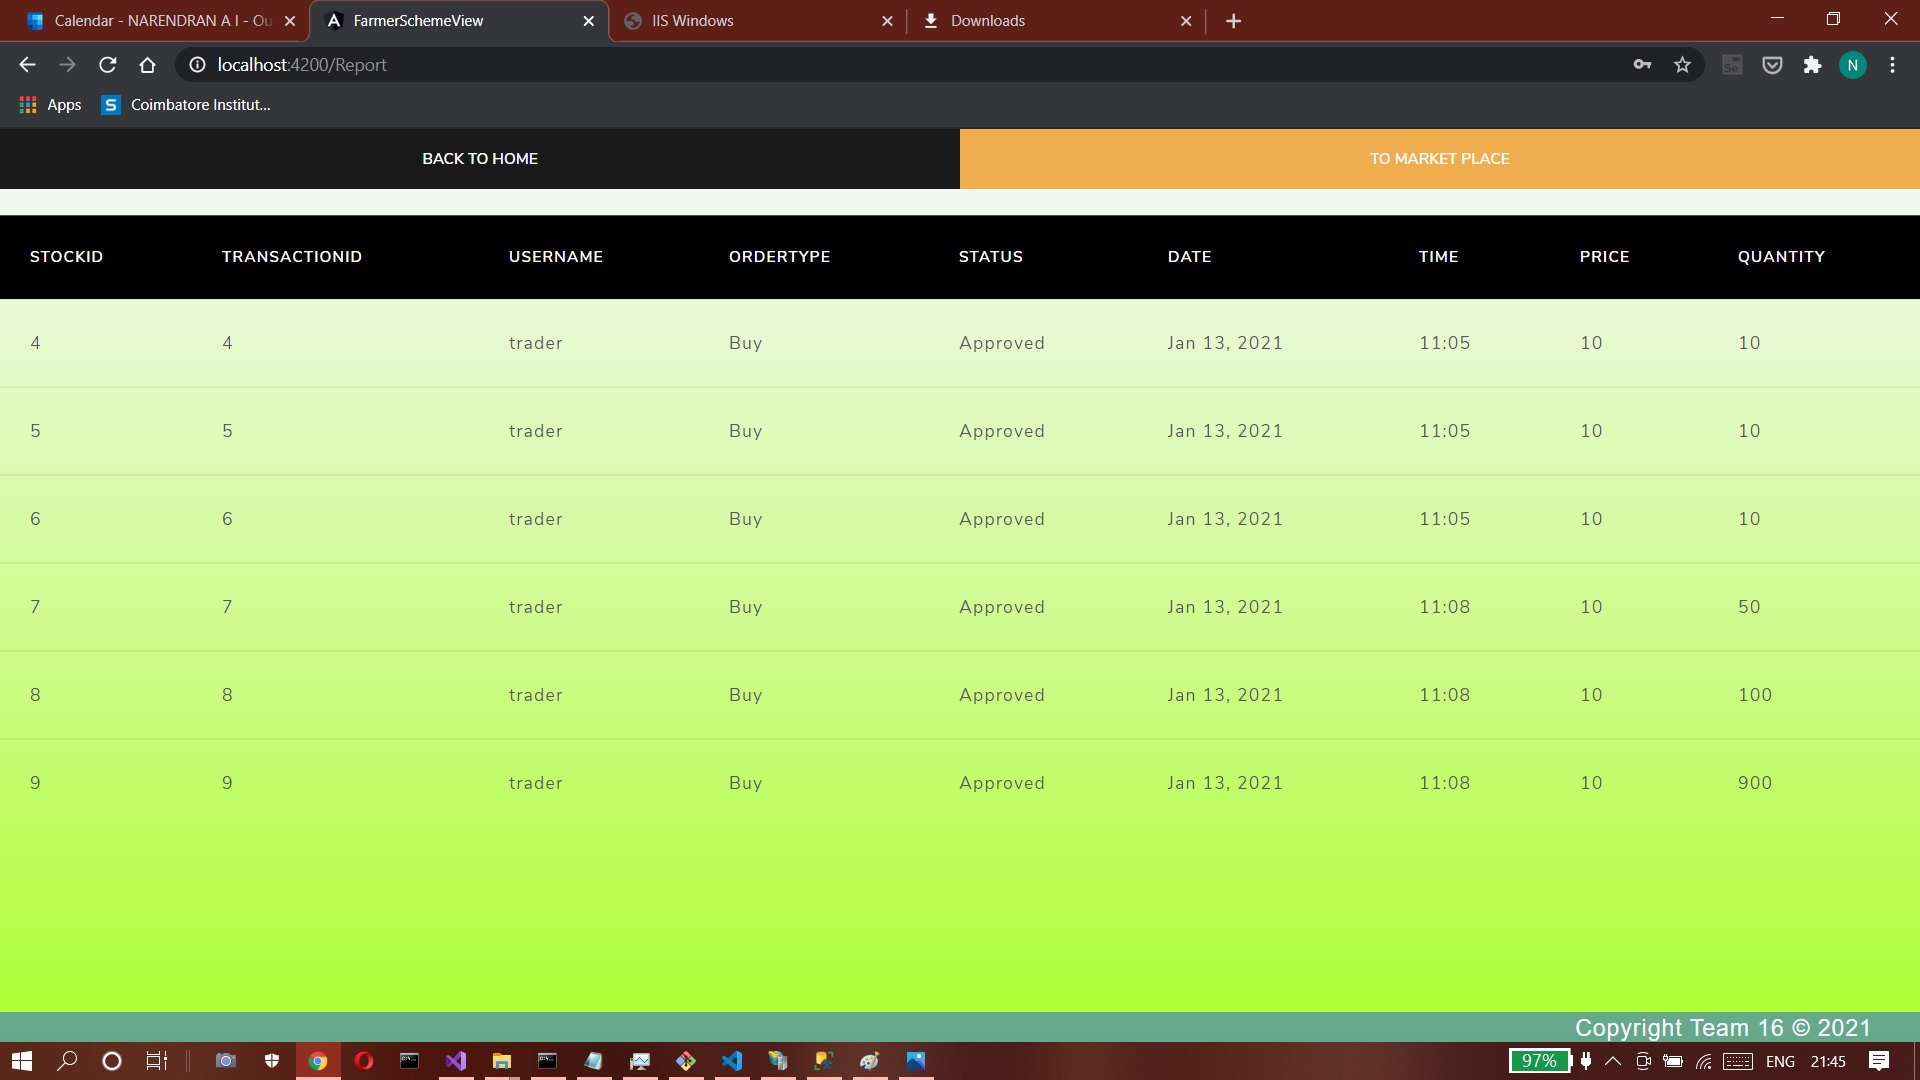 Calendar - NARENDRAN A I - Ou
FarmerSchemeView
IIS Windows
Downloads
localhost:4200/Report
N
Apps
S Coimbatore Institut...
BACK TO HOME
TO MARKET PLACE
STOCKID TRANSACTIONID USERNAME ORDERTYPE STATUS DATE TIME PRICE QUANTITY
4 4 trader Buy Approved Jan 13, 2021 11:05 10 10
5 5 trader Buy Approved Jan 13, 2021 11:05 10 10
6 6 trader Buy Approved Jan 13, 2021 11:05 10 10
7 7 trader Buy Approved Jan 13, 2021 11:08 10 50
8 8 trader Buy Approved Jan 13, 2021 11:08 10 100
9 9 trader Buy Approved Jan 13, 2021 11:08 10 900
Copyright Team 16 © 2021
97% ENG 21:45